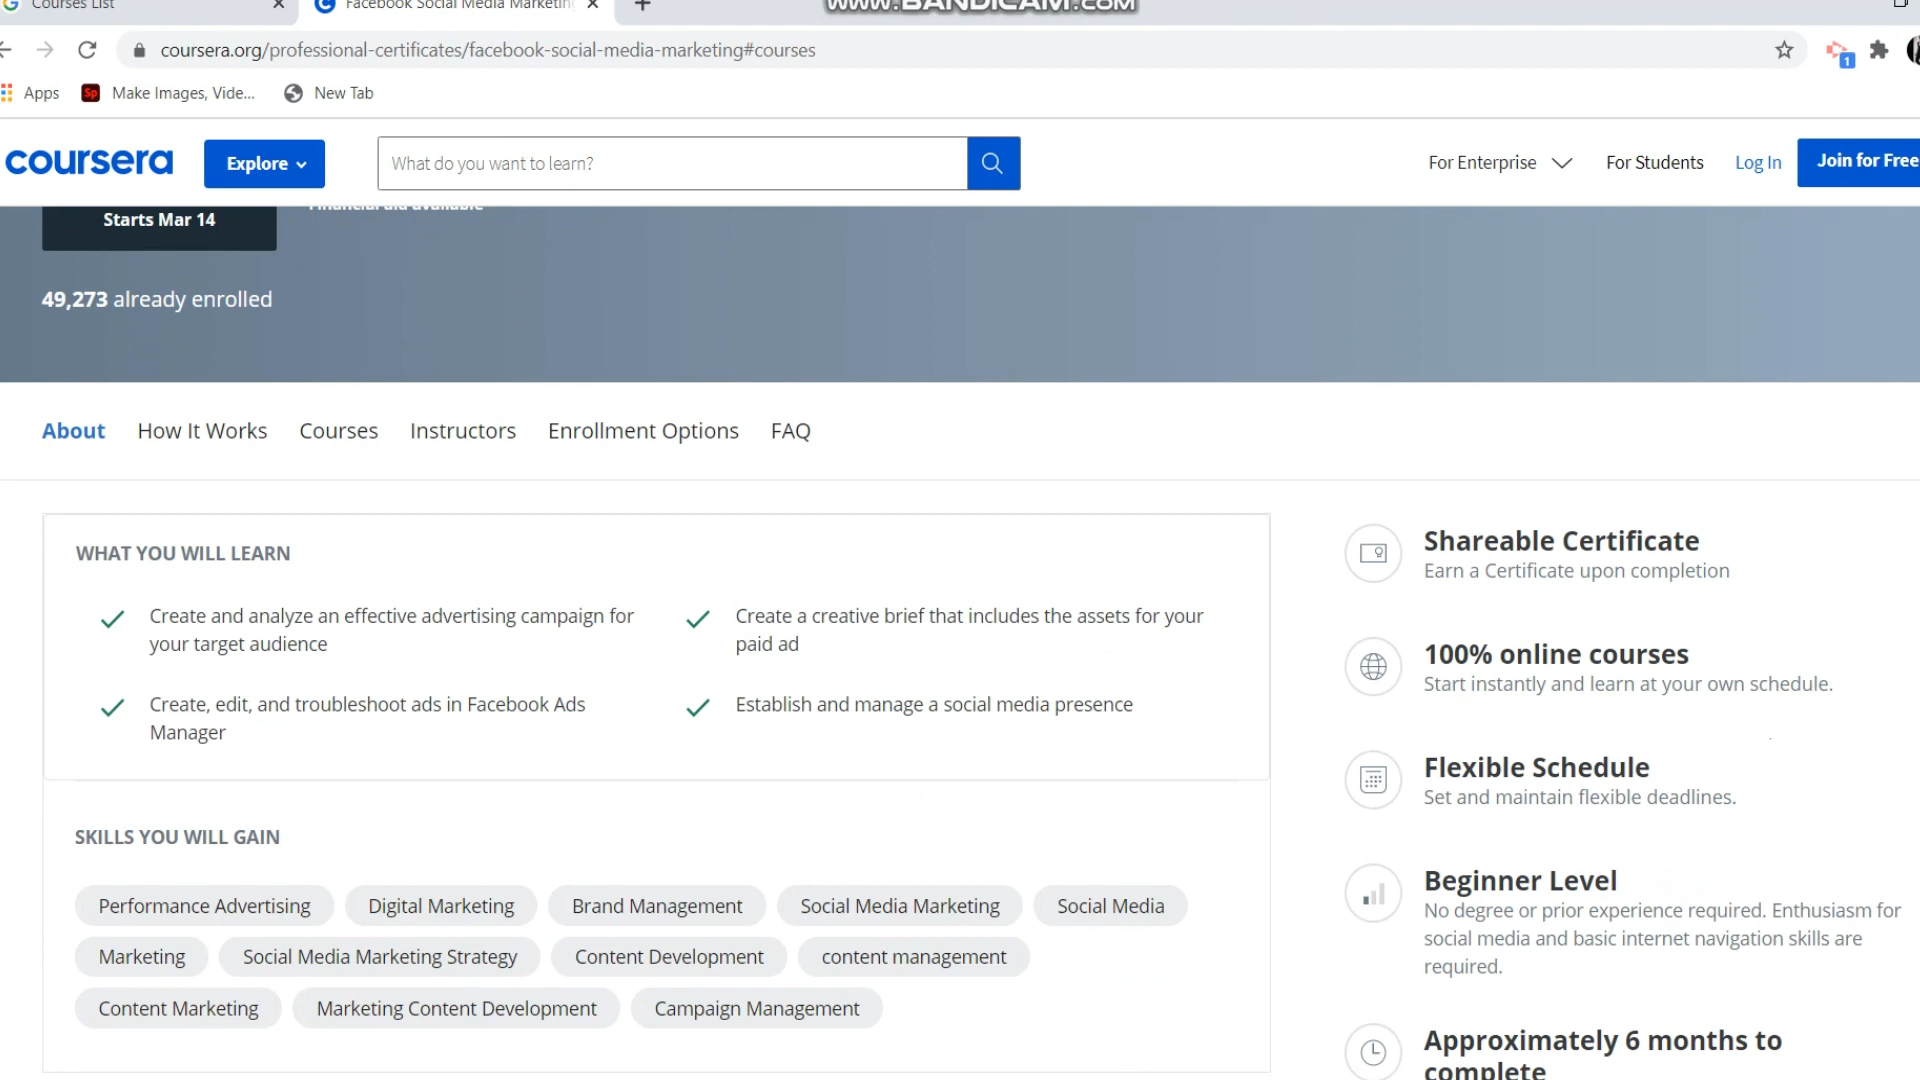 Courses List
Facebook Social Media Marketin
www.BANDICAM.com
coursera.org/professional-certificates/facebook-social-media-marketing#courses
1
Apps
Sp
Make Images, Vide...
New Tab
coursera
Explore
What do you want to learn?
For Enterprise
For Students
Log In
Join for Free
Financial aid available
Starts Mar 14
49,273 already enrolled
About
How It Works
Courses
Instructors
Enrollment Options
FAQ
WHAT YOU WILL LEARN
Create and analyze an effective advertising campaign for
your target audience
Create a creative brief that includes the assets for your
paid ad
Create, edit, and troubleshoot ads in Facebook Ads
Manager
Establish and manage a social media presence
SKILLS YOU WILL GAIN
Performance Advertising
Digital Marketing
Brand Management
Social Media Marketing
Social Media
Marketing
Social Media Marketing Strategy
Content Development
content management
Content Marketing
Marketing Content Development
Campaign Management
Shareable Certificate
Earn a Certificate upon completion
100% online courses
Start instantly and learn at your own schedule.
Flexible Schedule
Set and maintain flexible deadlines.
Beginner Level
No degree or prior experience required. Enthusiasm for
social media and basic internet navigation skills are
required.
Approximately 6 months to
complete